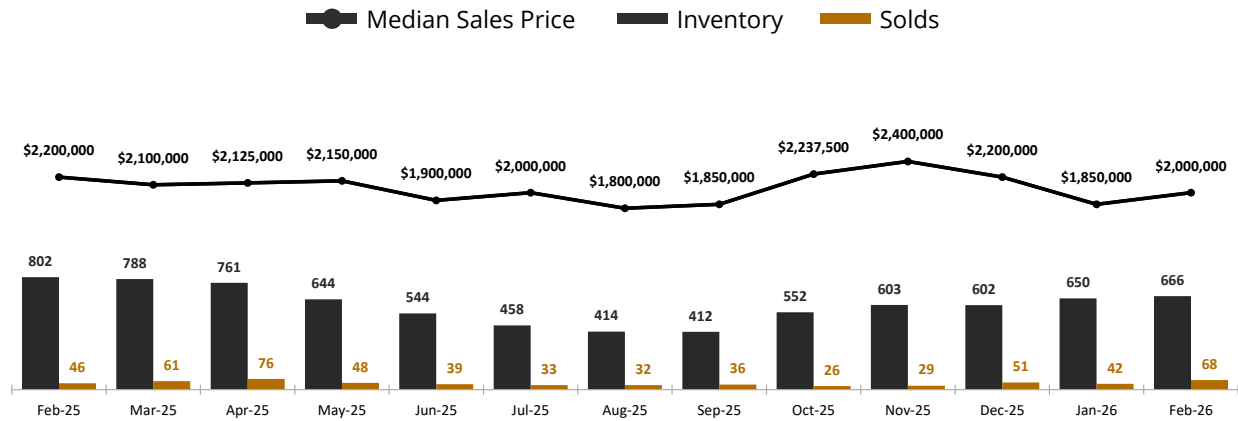 Median Sales Price Inventory Solds
$2,200,000 $2,100,000 $2,125,000 $2,150,000 $1,900,000 $2,000,000 $1,800,000 $1,850,000 $2,237,500 $2,400,000 $2,200,000 $1,850,000 $2,000,000
802 788 761 644 544 458 414 412 552 603 602 650 666
46 61 76 48 39 33 32 36 26 29 51 42 68
Feb-25 Mar-25 Apr-25 May-25 Jun-25 Jul-25 Aug-25 Sep-25 Oct-25 Nov-25 Dec-25 Jan-26 Feb-26